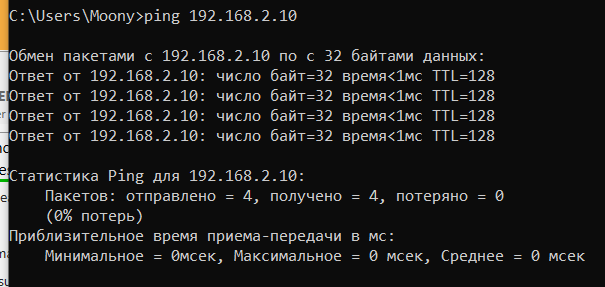 C:\Users\Moony>ping 192.168.2.10
Обмен пакетами с 192.168.2.10 по с 32 байтами данных:
Ответ от 192.168.2.10: число байт=32 время<1мс TTL=128
Ответ от 192.168.2.10: число байт=32 время<1мс TTL=128
Ответ от 192.168.2.10: число байт=32 время<1мс TTL=128
Ответ от 192.168.2.10: число байт=32 время<1мс TTL=128
Статистика Ping для 192.168.2.10:
Пакетов: отправлено = 4, получено = 4, потеряно = 0
(0% потерь)
Приблизительное время приема-передачи в мс:
Минимальное = 0мсек, Максимальное = 0 мсек, Среднее = 0 мсек